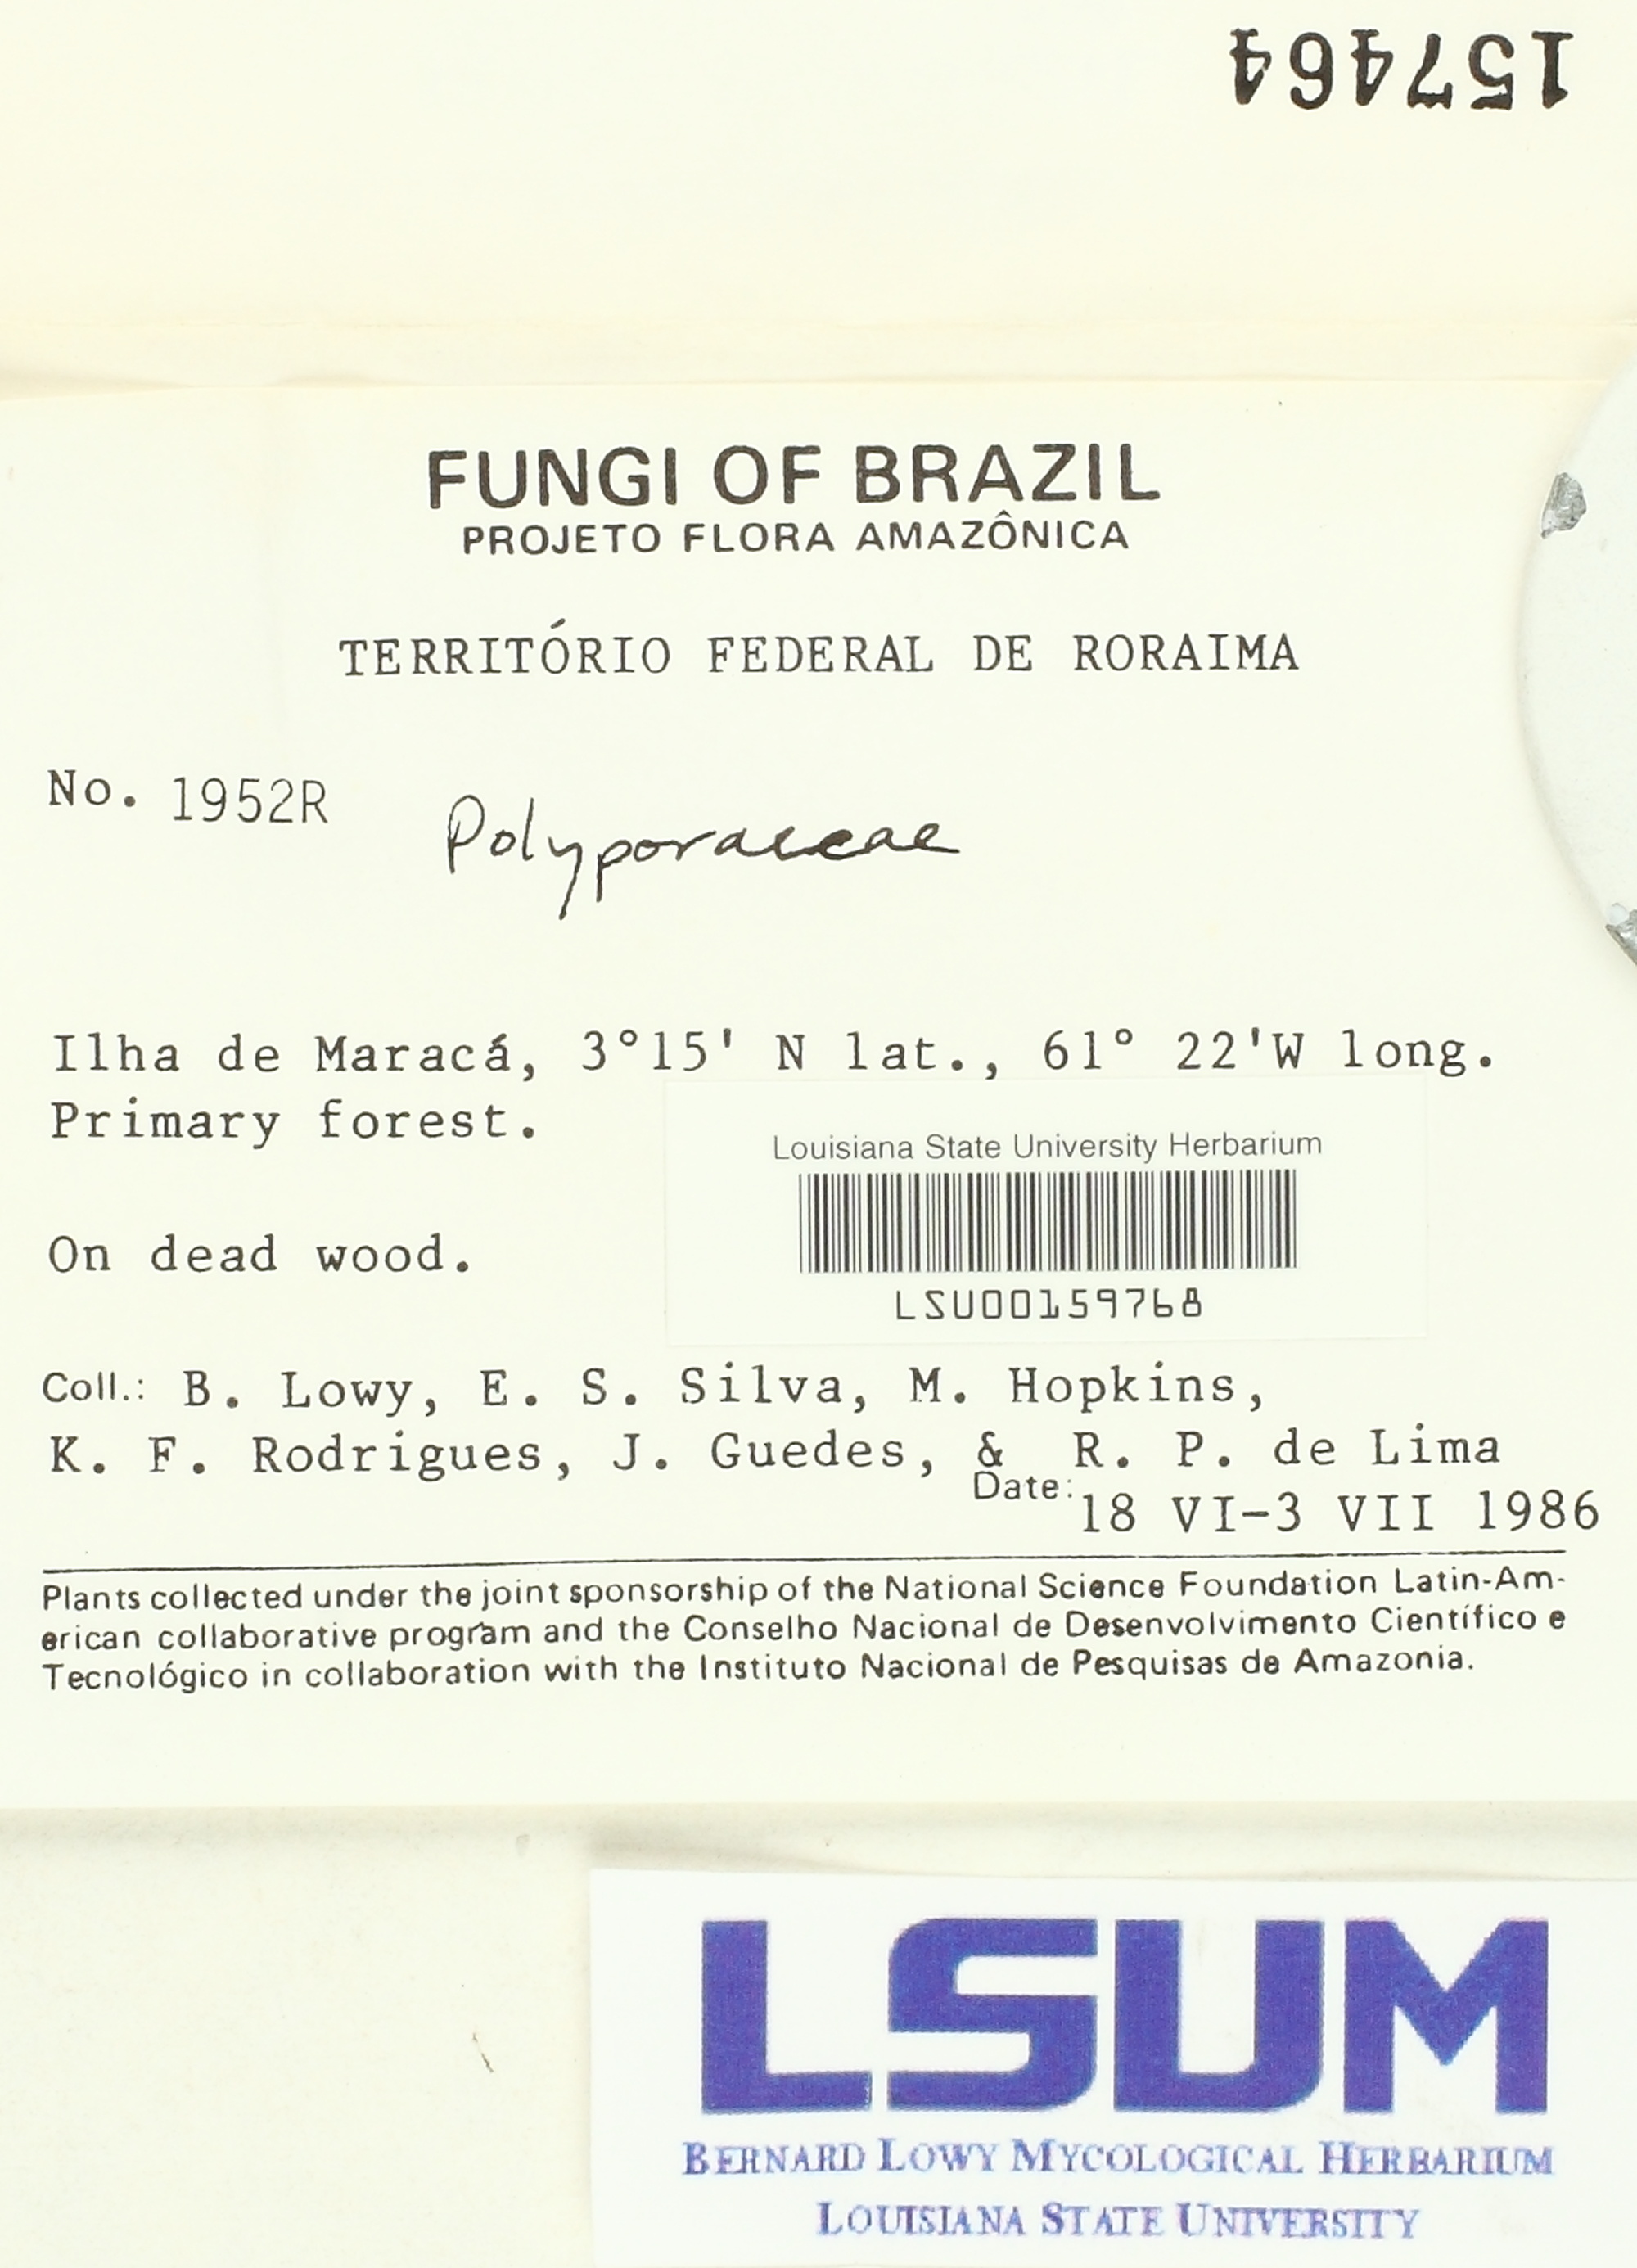 157464
FUNGI OF BRAZIL
PROJETO FLORA AMAZÔNICA
TERRITÓRIO FEDERAL DE RORAIMA
No. 1952R Polyporaceae
Ilha de Maracá, 3°15' N lat., 61° 22'W long.
Primary forest.
Louisiana State University Herbarium
LSU00159768
On dead wood.
Coll.: B. Lowy, E. S. Silva, M. Hopkins,
K. F. Rodrigues, J. Guedes, & R. P. de Lima
Date: 18 VI-3 VII 1986
Plants collected under the joint sponsorship of the National Science Foundation Latin-Am-
erican collaborative program and the Conselho Nacional de Desenvolvimento Científico e
Tecnológico in collaboration with the Instituto Nacional de Pesquisas de Amazonia.
LSUM
BERNARD LOWY MYCOLOGICAL HERBARIUM
LOUISIANA STATE UNIVERSITY